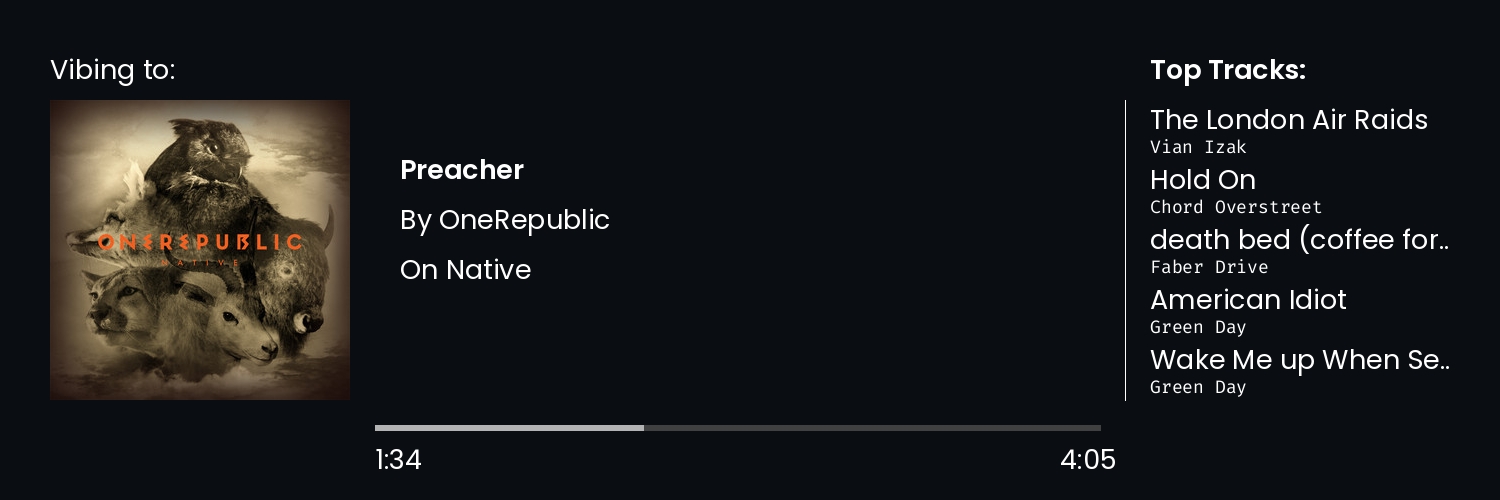 Vibing to:
ONEREPUBLIC
NATIVE
Preacher
By OneRepublic
On Native
1:34
4:05
Top Tracks:
The London Air Raids
Vian Izak
Hold On
Chord Overstreet
death bed (coffee for..
Faber Drive
American Idiot
Green Day
Wake Me up When Se..
Green Day